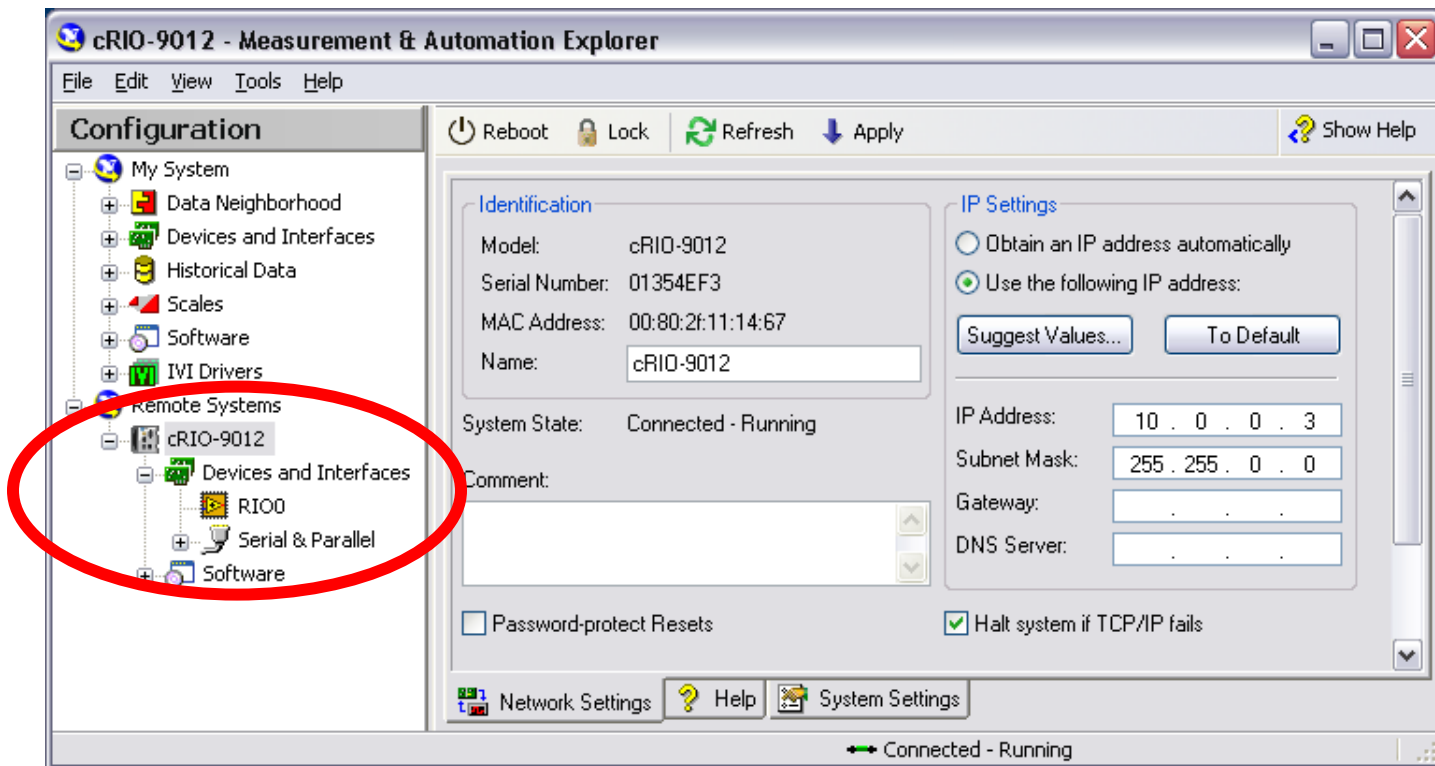 cRIO-9012 - Measurement & Automation Explorer
File Edit View Tools Help
Configuration
My System
Data Neighborhood
Devices and Interfaces
Historical Data
Scales
Software
IVI Drivers
Remote Systems
cRIO-9012
Devices and Interfaces
RIO0
Serial & Parallel
Software
Reboot Lock Refresh Apply Show Help
Identification
Model: cRIO-9012
Serial Number: 01354EF3
MAC Address: 00:80:2f:11:14:67
Name: cRIO-9012
System State: Connected - Running
Comment:
Password-protect Resets
IP Settings
Obtain an IP address automatically
Use the following IP address:
Suggest Values... To Default
IP Address: 10 . 0 . 0 . 3
Subnet Mask: 255 . 255 . 0 . 0
Gateway: . . .
DNS Server: . . .
Halt system if TCP/IP fails
Network Settings Help System Settings
Connected - Running